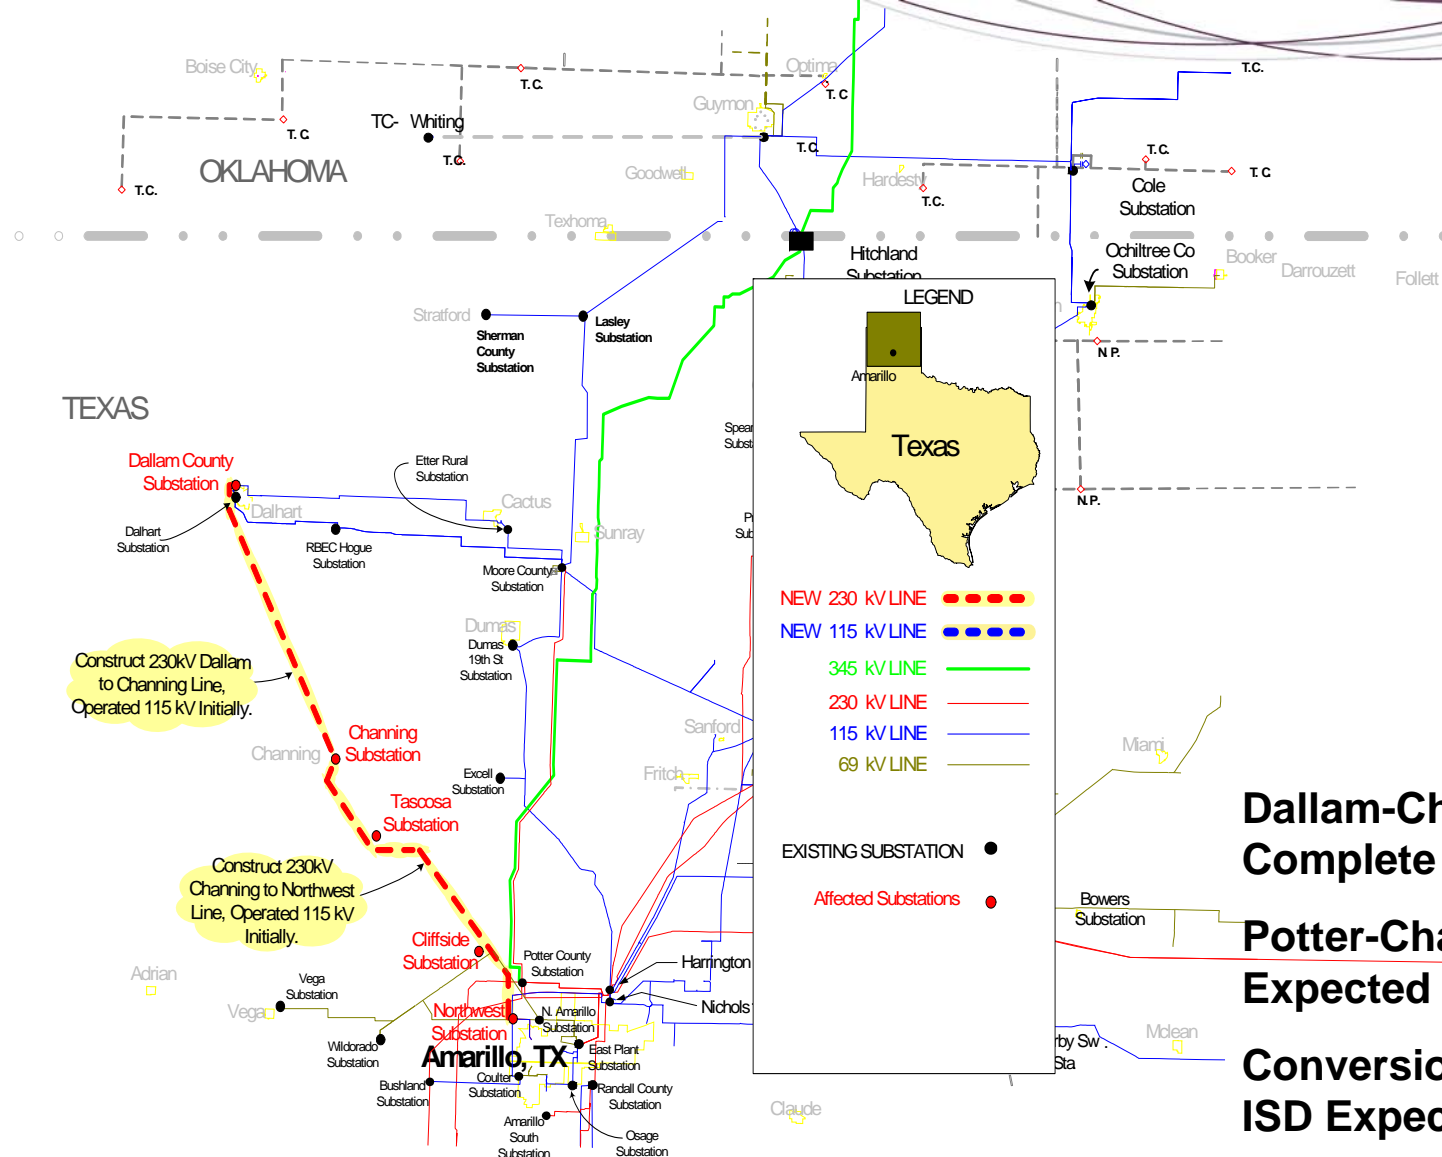 Boise City
Optima
T.C.
T.C.
T. C
Guymon
TC- Whiting
T. C.
T.C.
T.C.
OKLAHOMA
T.C.
T.C.
T. C.
Goodwell
Hardesty
T.C.
Cole
Substation
Texhoma
Hitchland
Substation
Ochiltree Co
Substation
Booker
Darrouzett
Follett
Stratford
Sherman
County
Substation
Lasley
Substation
LEGEND
Amarillo
Texas
N.P.
TEXAS
Dallam County
Substation
Etter Rural
Substation
Cactus
Dalhart
Sunray
Dalhart
Substation
RBEC Hogue
Substation
Moore County
Substation
N.P.
NEW 230 kV LINE
NEW 115 kV LINE
345 kV LINE
230 kV LINE
115 kV LINE
69 kV LINE
Dumas
Dumas
19th St
Substation
Construct 230kV Dallam
to Channing Line,
Operated 115 kV Initially.
Channing
Substation
Channing
Sanford
Fritch
Miami
Excell
Substation
Tascosa
Substation
EXISTING SUBSTATION
Affected Substations
Construct 230kV
Channing to Northwest
Line, Operated 115 kV
Initially.
Cliffside
Substation
Potter County
Substation
Harrington
Nichols
Bowers
Substation
Adrian
Vega
Substation
Vega
Wildorado
Substation
Northwest
Substation
N. Amarillo
Substation
Amarillo, TX
East Plant
Substation
Bushland
Substation
Coulter
Substation
Randall County
Substation
Amarillo
South
Substation
Osage
Substation
Claude
Mclean
rby Sw .
Sta
Dallam-Ch
Complete
Potter-Cha
Expected
Conversio
ISD Expec